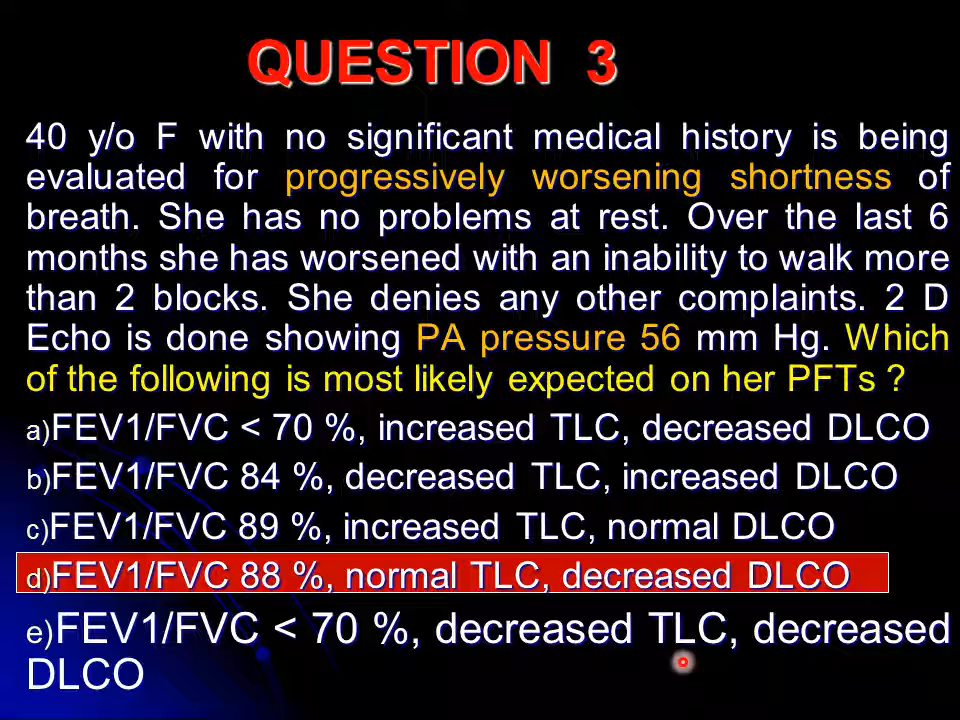 QUESTION 3
40 y/o F with no significant medical history is being
evaluated for progressively worsening shortness of
breath. She has no problems at rest. Over the last 6
months she has worsened with an inability to walk more
than 2 blocks. She denies any other complaints. 2 D
Echo is done showing PA pressure 56 mm Hg. Which
of the following is most likely expected on her PFTs ?
a)FEV1/FVC < 70 %, increased TLC, decreased DLCO
b)FEV1/FVC 84 %, decreased TLC, increased DLCO
c)FEV1/FVC 89 %, increased TLC, normal DLCO
d)FEV1/FVC 88 %, normal TLC, decreased DLCO
e)FEV1/FVC < 70 %, decreased TLC, decreased
DLCO